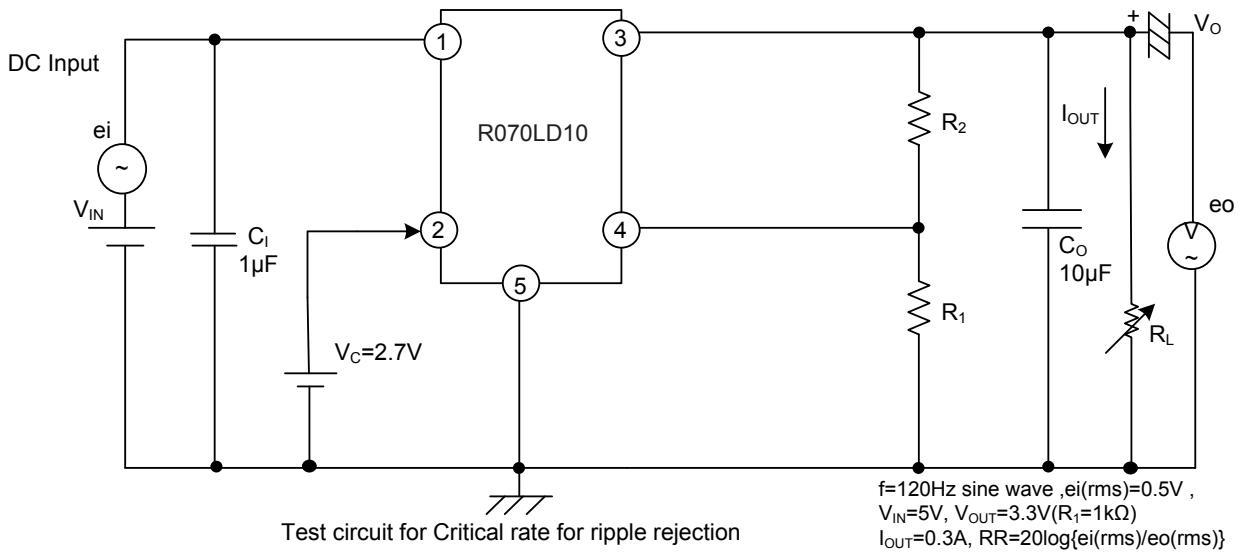 DC Input
ei
~
V_IN
C_I
1µF
1
2
3
4
5
R070LD10
V_C=2.7V
R_2
R_1
I_OUT
C_O
10µF
R_L
+
V_O
eo
V
~
Test circuit for Critical rate for ripple rejection
f=120Hz sine wave ,ei(rms)=0.5V ,
V_IN=5V, V_OUT=3.3V(R_1=1kΩ)
I_OUT=0.3A, RR=20log{ei(rms)/eo(rms)}